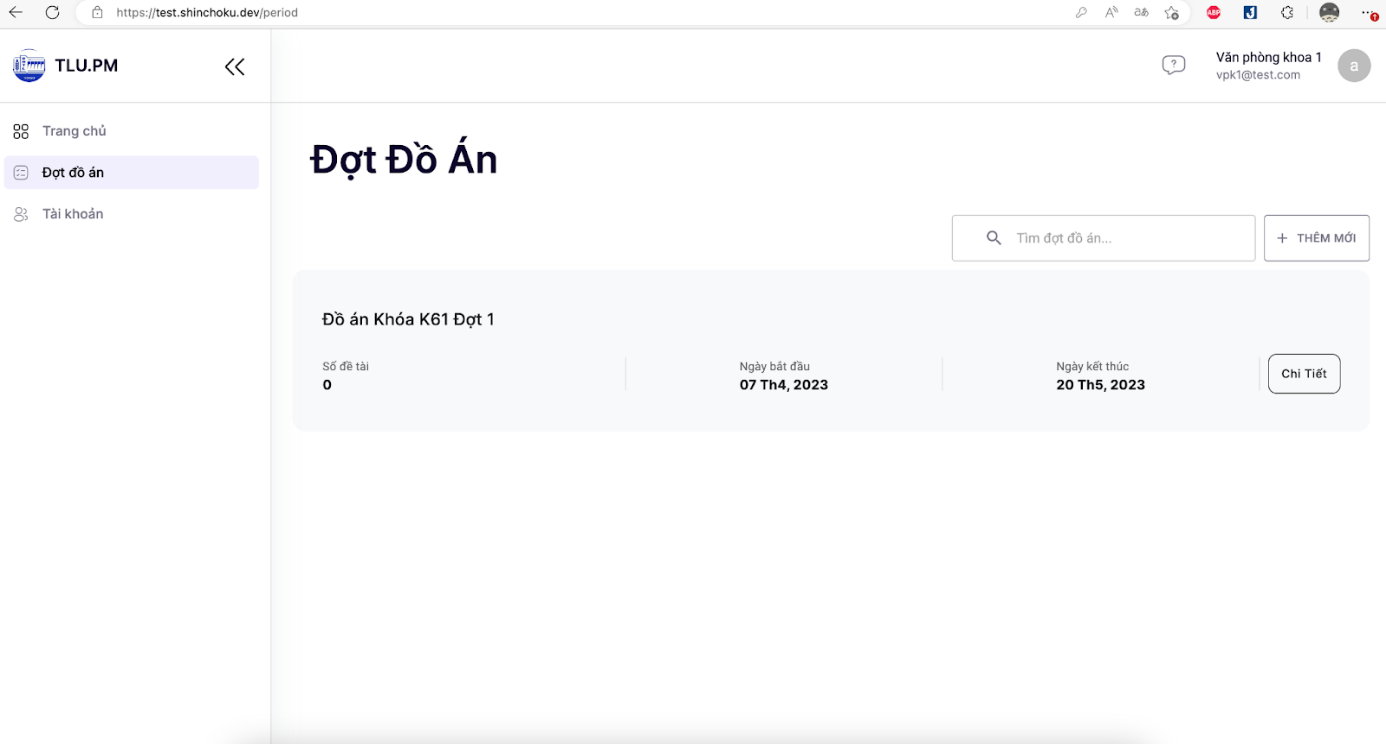 https://test.shinchoku.dev/period
ABP
TLU.PM
Văn phòng khoa 1
vpk1@test.com
a
Trang chủ
Đợt đồ án
Tài khoản
Đợt Đồ Án
Tìm đợt đồ án...
+ THÊM MỚI
Đồ án Khóa K61 Đợt 1
Số đề tài
0
Ngày bắt đầu
07 Th4, 2023
Ngày kết thúc
20 Th5, 2023
Chi Tiết